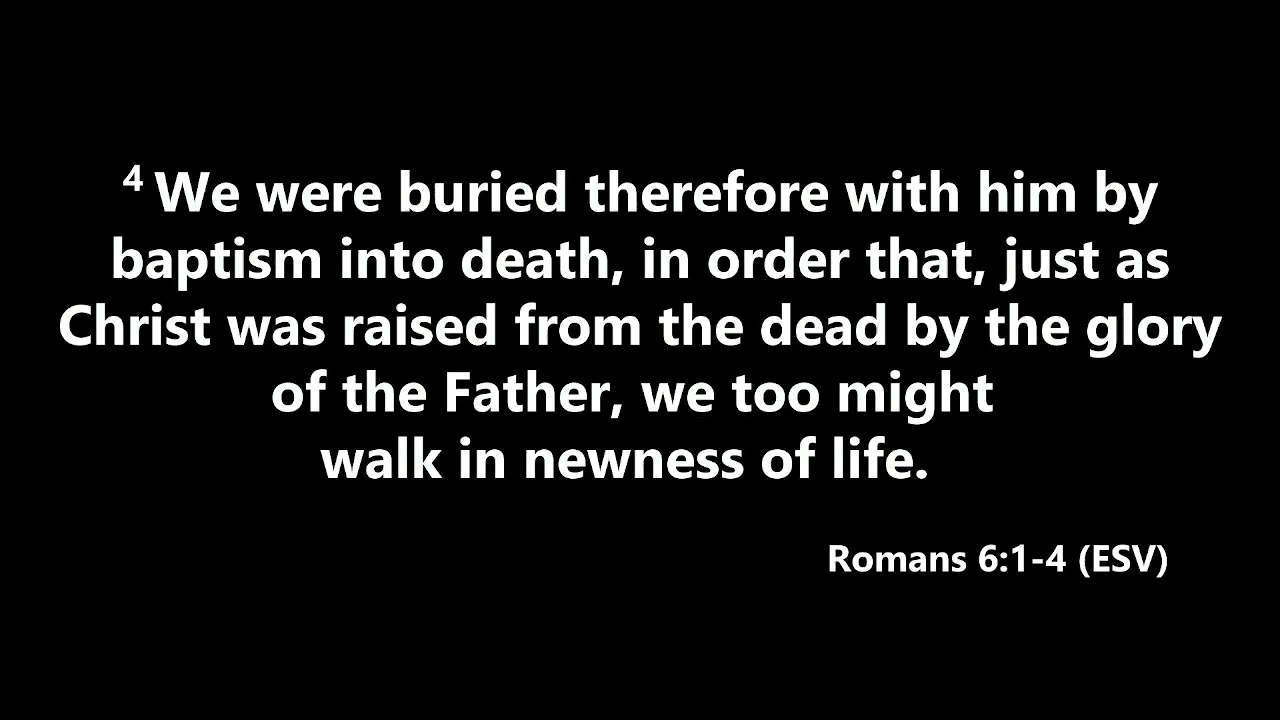 4 We were buried therefore with him by
baptism into death, in order that, just as
Christ was raised from the dead by the glory
of the Father, we too might
walk in newness of life.
Romans 6:1-4 (ESV)